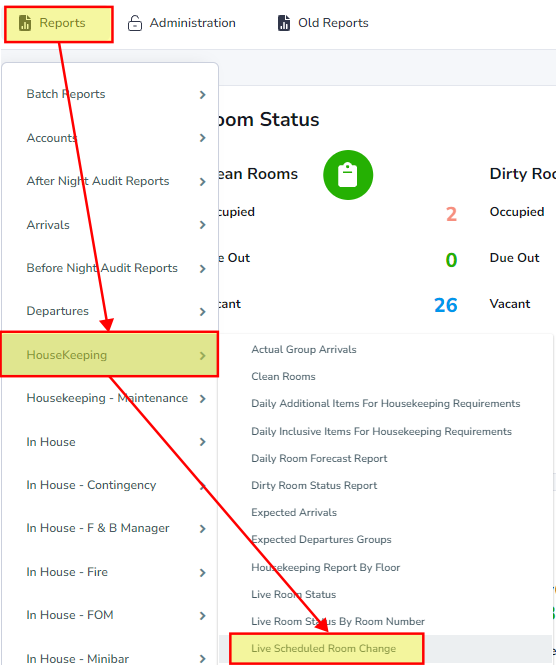 Reports
Administration
Old Reports
Batch Reports
Accounts
After Night Audit Reports
Arrivals
Before Night Audit Reports
Departures
HouseKeeping
Housekeeping - Maintenance
In House
In House - Contingency
In House - F & B Manager
In House - Fire
In House - FOM
In House - Minibar
oom Status
ean Rooms
Dirty Roo
cupied
2
Occupied
e Out
0
Due Out
cant
26
Vacant
Actual Group Arrivals
Clean Rooms
Daily Additional Items For Housekeeping Requirements
Daily Inclusive Items For Housekeeping Requirements
Daily Room Forecast Report
Dirty Room Status Report
Expected Arrivals
Expected Departures Groups
Housekeeping Report By Floor
Live Room Status
Live Room Status By Room Number
Live Scheduled Room Change